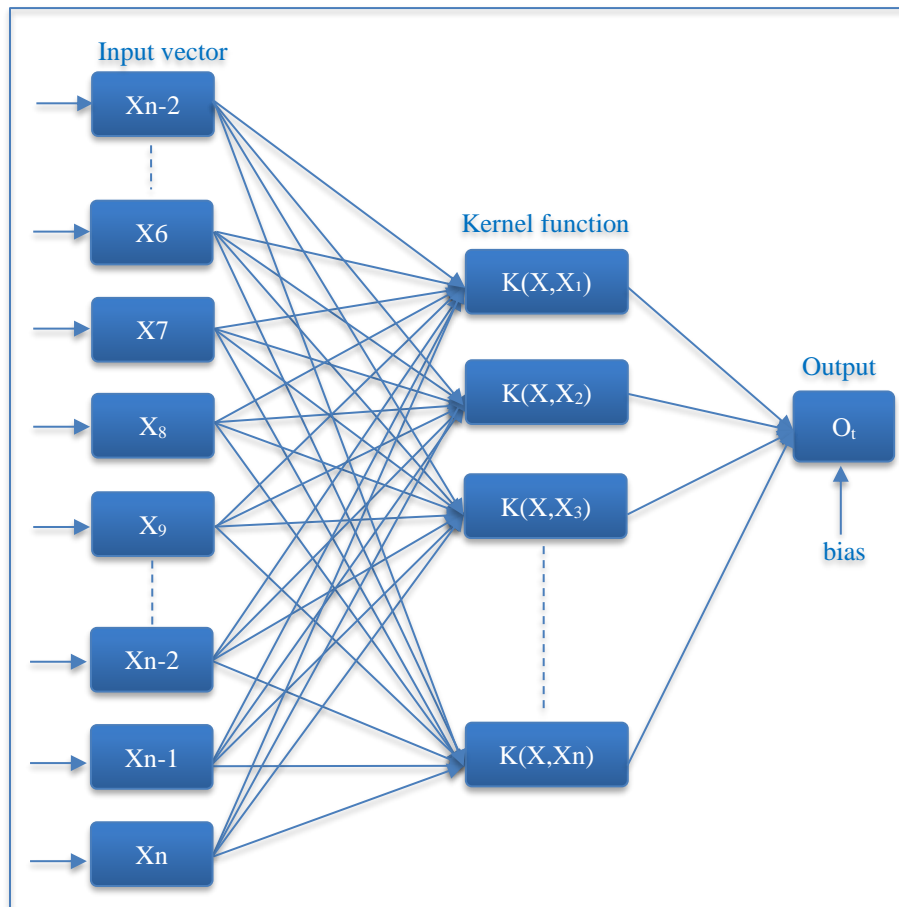 Input vector
Xn-2
X6
X7
X₈
X₉
Xn-2
Xn-1
Xn
Kernel function
K(X,X₁)
K(X,X₂)
K(X,X₃)
K(X,Xn)
Output
Oₜ
bias